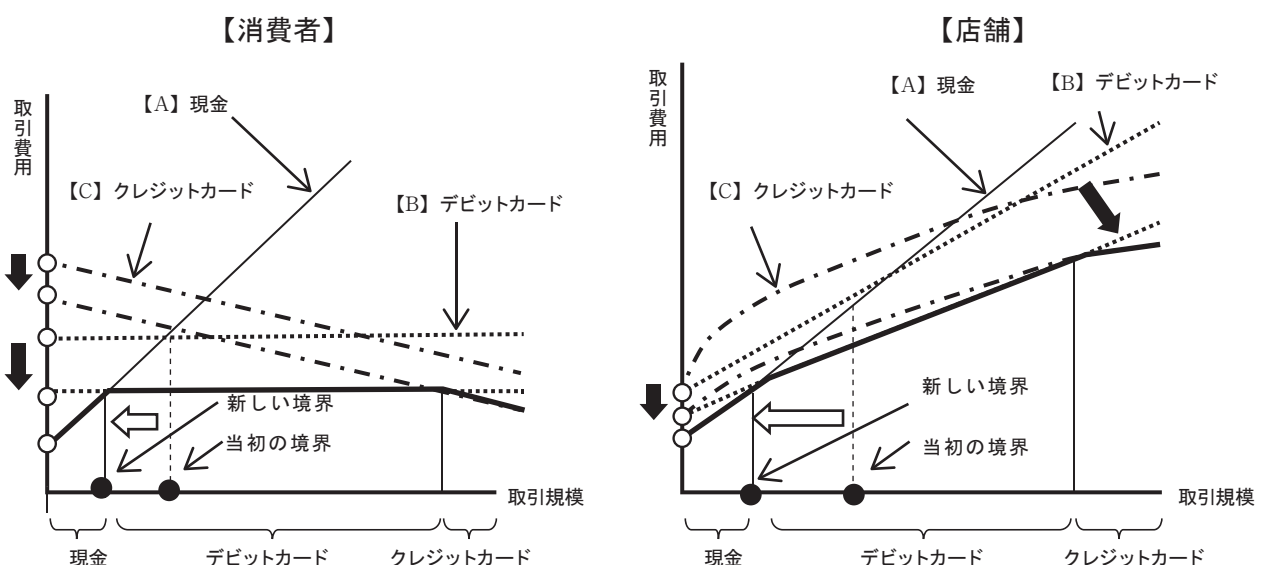 【消費者】
取引費用
【A】現金
【C】クレジットカード
【B】デビットカード
新しい境界
当初の境界
取引規模
現金
デビットカード
クレジットカード
【店舗】
取引費用
【A】現金
【B】デビットカード
【C】クレジットカード
新しい境界
当初の境界
取引規模
現金
デビットカード
クレジットカード